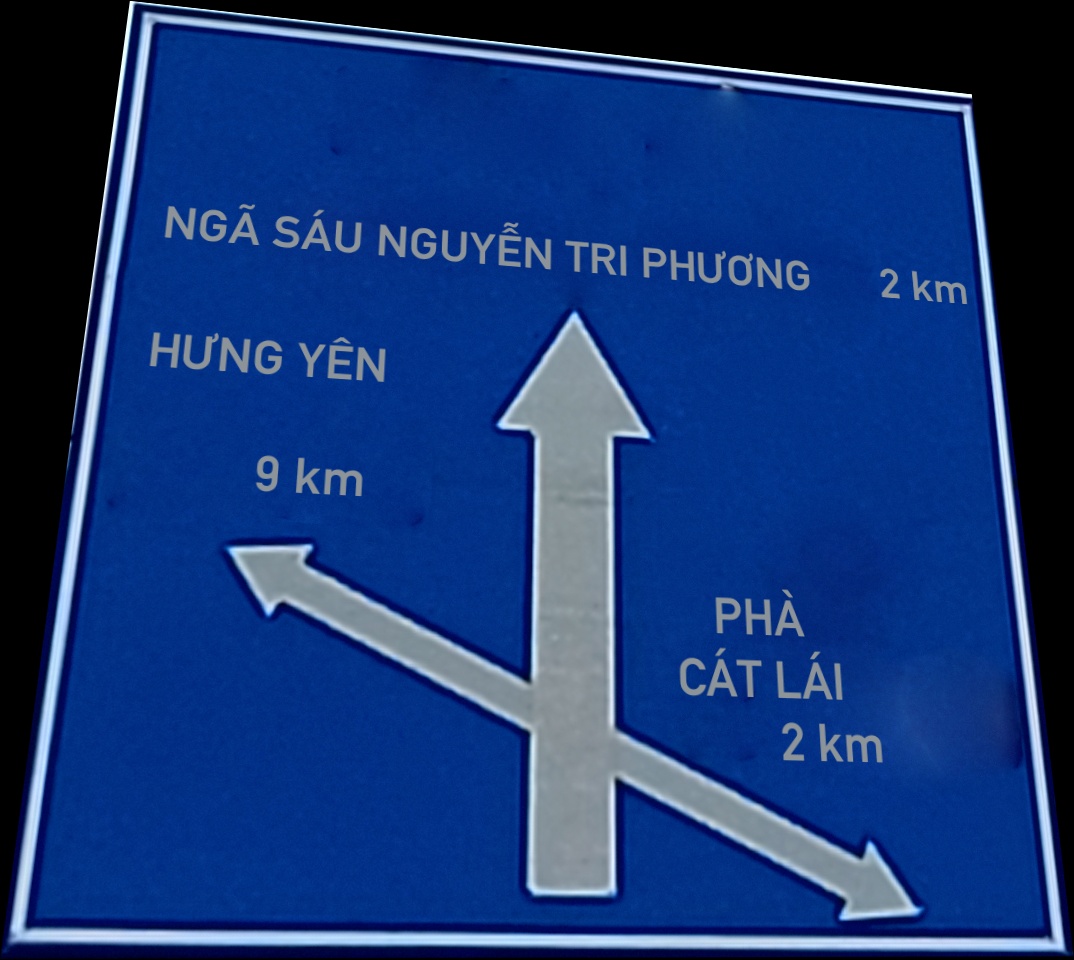 NGÃ SÁU NGUYỄN TRI PHƯƠNG 2 km
HƯNG YÊN
9 km
PHÀ
CÁT LÁI
2 km